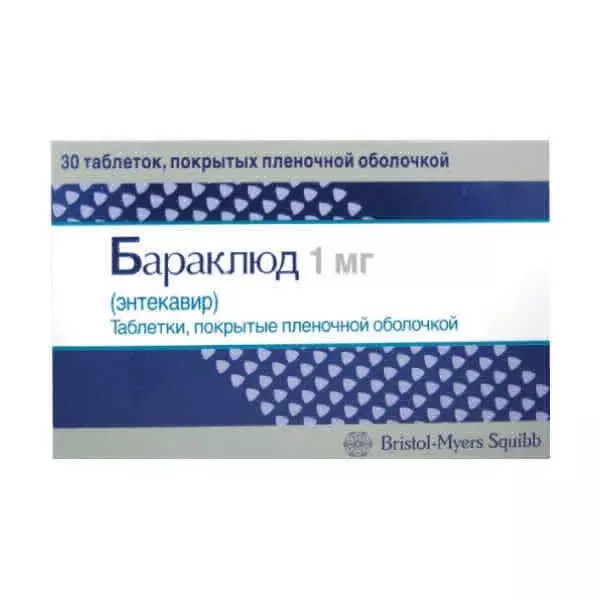 30 таблеток, покрытых пленочной оболочкой
Бараклюд 1 мг
(энтекавир)
Таблетки, покрытые пленочной оболочкой
Bristol-Myers Squibb